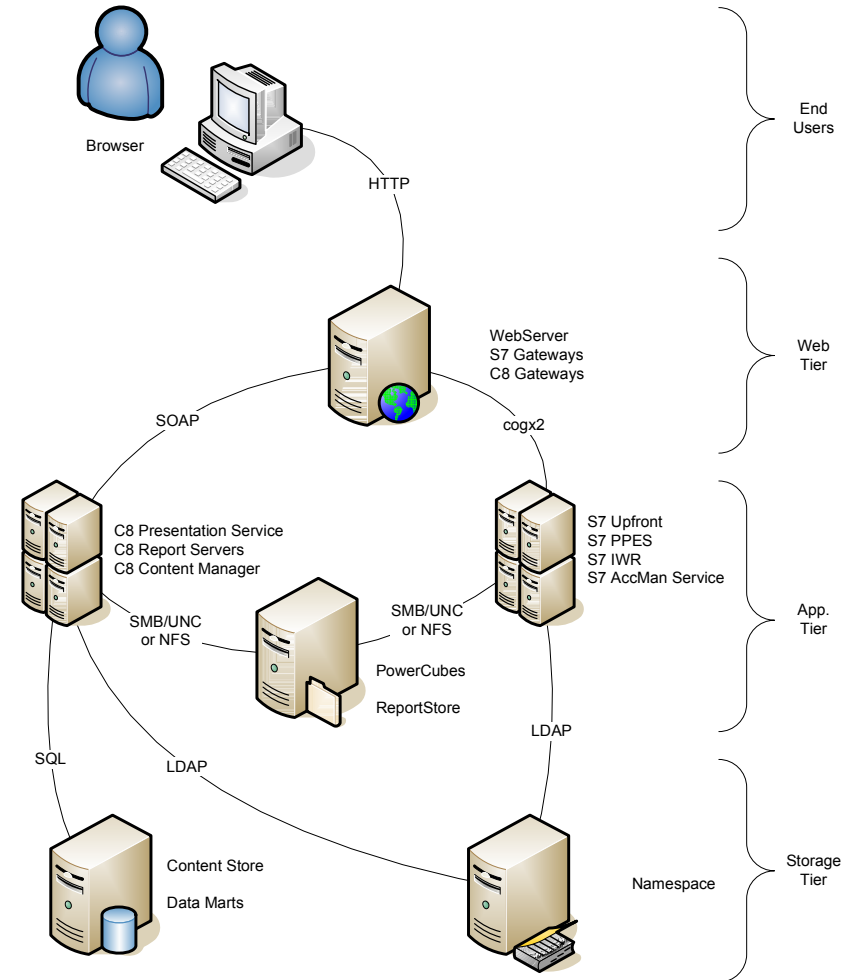 Browser
End
Users
HTTP
WebServer
S7 Gateways
C8 Gateways
Web
Tier
SOAP
cogx2
C8 Presentation Service
C8 Report Servers
C8 Content Manager
S7 Upfront
S7 PPES
S7 IWR
S7 AccMan Service
SMB/UNC
or NFS
SMB/UNC
or NFS
App.
Tier
PowerCubes
ReportStore
SQL
LDAP
LDAP
Content Store
Data Marts
Namespace
Storage
Tier